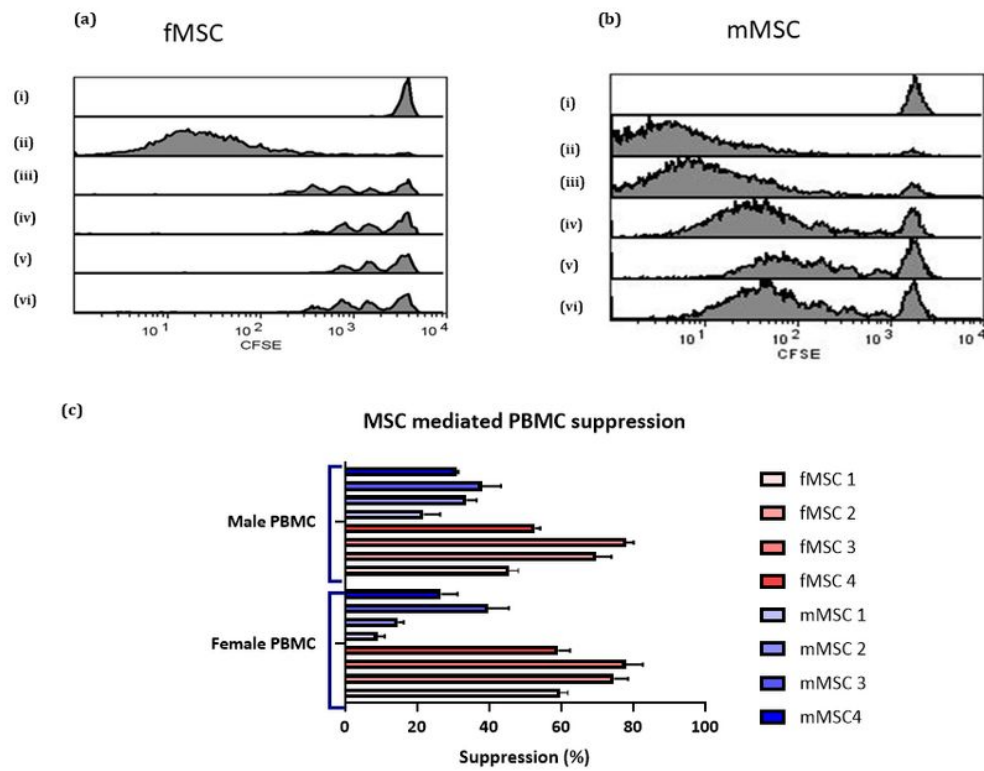 (a)
fMSC
(i)
(ii)
(iii)
(iv)
(v)
(vi)
10¹ 10² 10³ 10⁴
CFSE
(b)
mMSC
(i)
(ii)
(iii)
(iv)
(v)
(vi)
10¹ 10² 10³ 10⁴
CFSE
(c)
MSC mediated PBMC suppression
Male PBMC
Female PBMC
0 20 40 60 80 100
Suppression (%)
fMSC 1
fMSC 2
fMSC 3
fMSC 4
mMSC 1
mMSC 2
mMSC 3
mMSC4